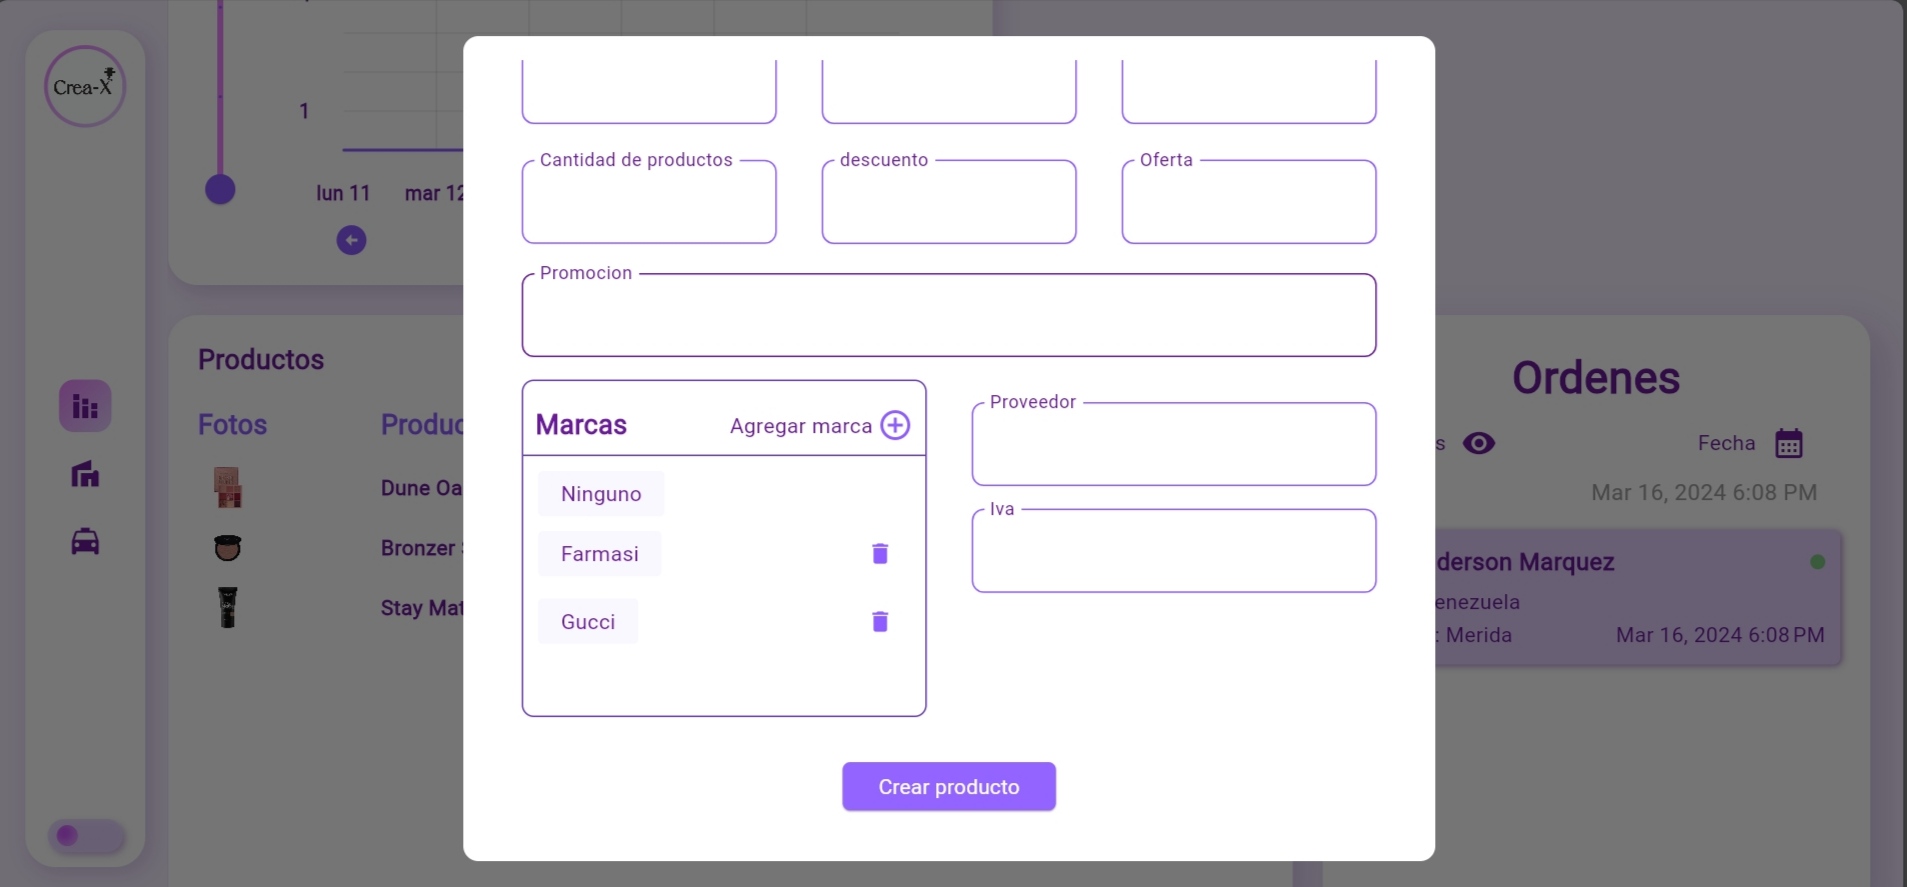 Crea-X
1
lun 11
mar 12
Cantidad de productos
descuento
Oferta
Promocion
Productos
Fotos
Produc
Dune Oa
Bronzer
Stay Mat
Marcas
Agregar marca
Ninguno
Farmasi
Gucci
Proveedor
Iva
Crear producto
Ordenes
s
Fecha
Mar 16, 2024 6:08 PM
derson Marquez
enezuela
: Merida
Mar 16, 2024 6:08 PM